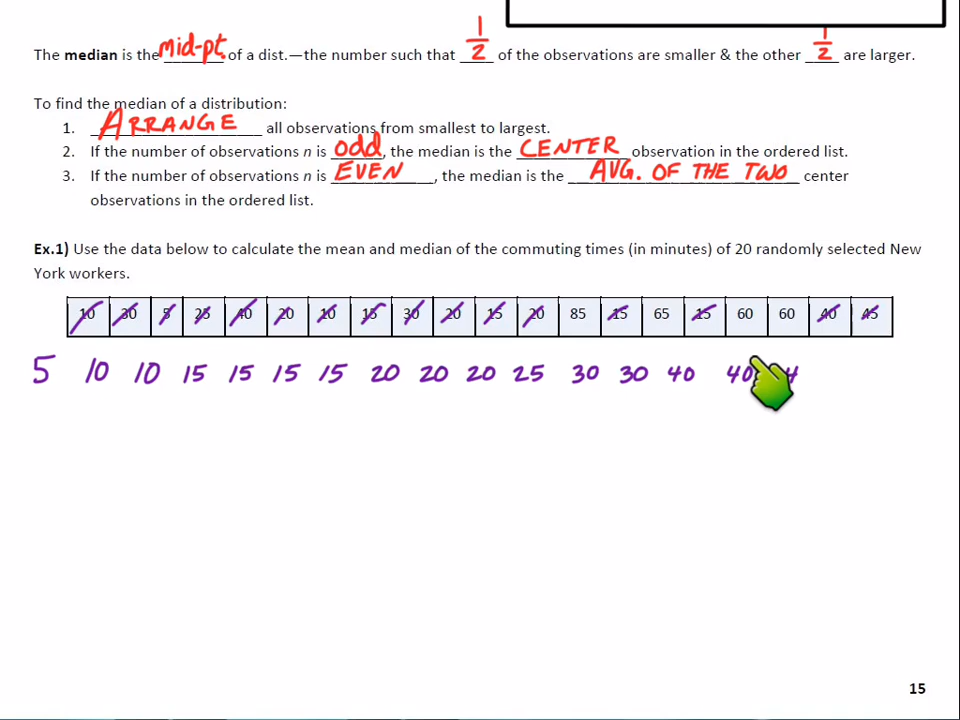 The median is the mid-pt. of a dist.—the number such that 1/2 of the observations are smaller & the other 1/2 are larger.
To find the median of a distribution:
1. ARRANGE all observations from smallest to largest.
2. If the number of observations n is odd, the median is the CENTER observation in the ordered list.
3. If the number of observations n is EVEN, the median is the AVG. OF THE TWO center
observations in the ordered list.
Ex.1) Use the data below to calculate the mean and median of the commuting times (in minutes) of 20 randomly selected New
York workers.
10 30 5 25 40 20 10 15 30 20 15 20 85 15 65 15 60 60 40 45
5 10 10 15 15 15 15 20 20 20 25 30 30 40 40 4
15